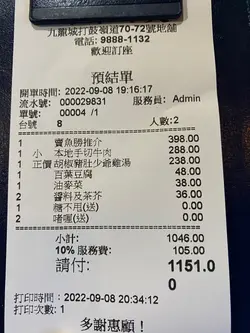 九龍城打鼓嶺道70-72號地舖
電話: 9888-1132
歡迎訂座
預結單
開單時間: 2022-09-08 19:16:17
流水號: 000029831 服務員: Admin
單號: 00004 /1
台號 8 人數: 2
1 賣魚勝推介 398.00
1 小 本地手切牛肉 288.00
1 正價 胡椒豬肚少爺雞湯 238.00
1 百葉豆腐 48.00
1 油麥菜 38.00
2 醬料及茶芥 36.00
1 糖不甩(送) 0.00
2 啫喱(送) 0.00
小計: 1046.00
10% 服務費: 105.00
請付: 1151.0
0
打印時間: 2022-09-08 20:34:12
打印次數: 1
多謝惠顧!